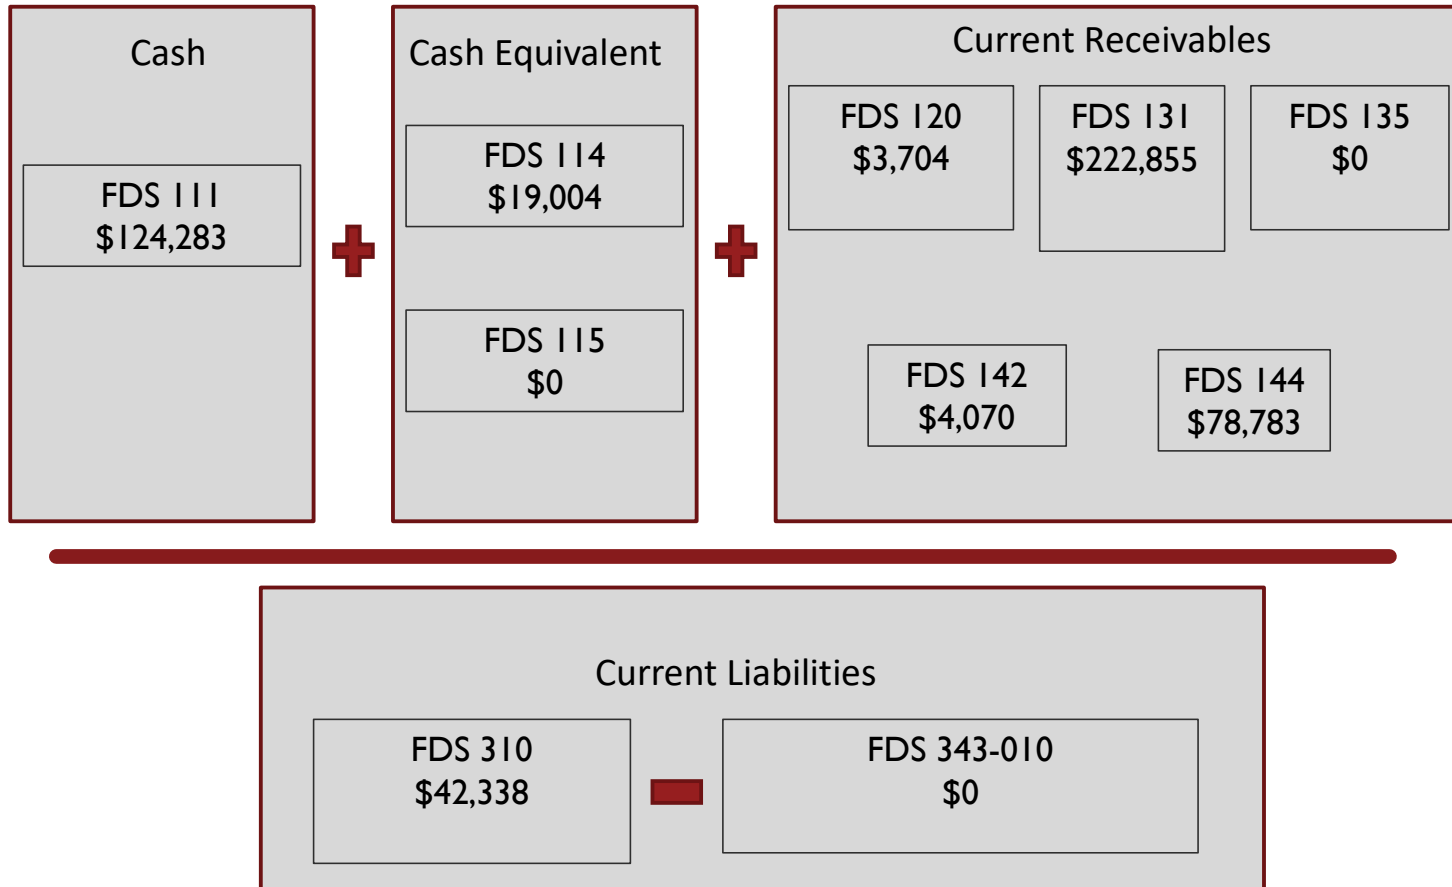 Cash
FDS 111
$124,283
Cash Equivalent
FDS 114
$19,004
FDS 115
$0
Current Receivables
FDS 120
$3,704
FDS 131
$222,855
FDS 135
$0
FDS 142
$4,070
FDS 144
$78,783
Current Liabilities
FDS 310
$42,338
FDS 343-010
$0